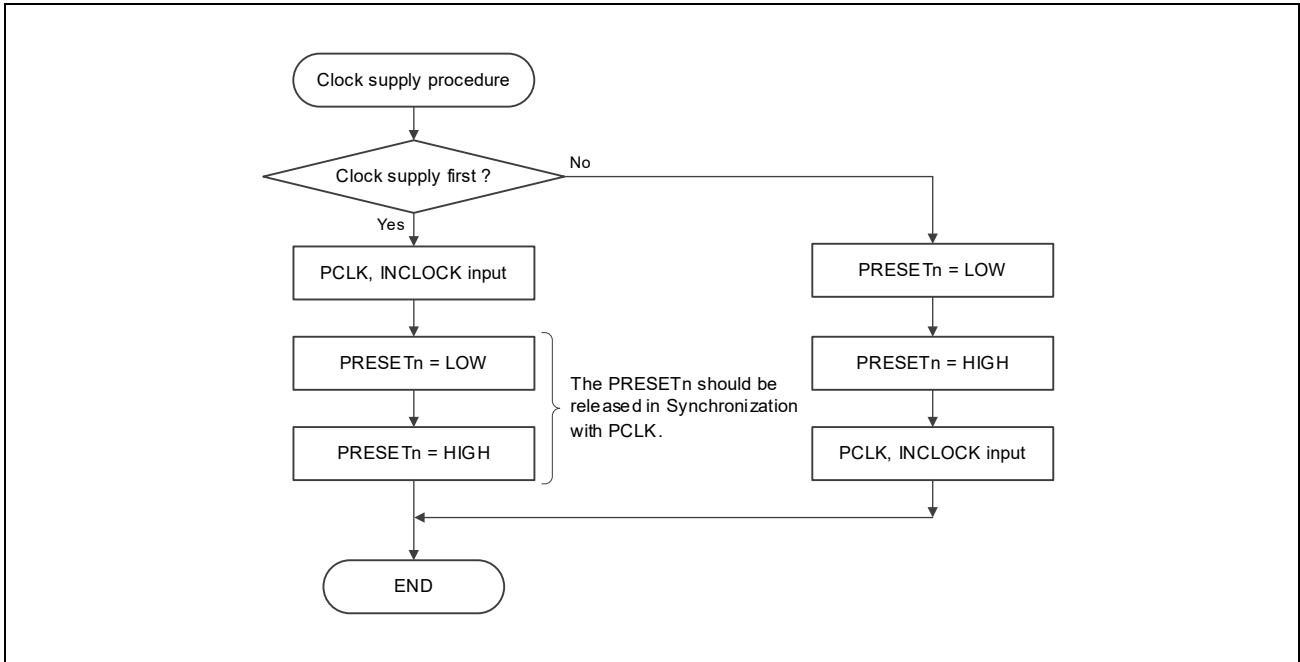 Clock supply procedure
Clock supply first ?
No
Yes
PCLK, INCLOCK input
PRESETn = LOW
PRESETn = HIGH
The PRESETn should be
released in Synchronization
with PCLK.
PRESETn = LOW
PRESETn = HIGH
PCLK, INCLOCK input
END